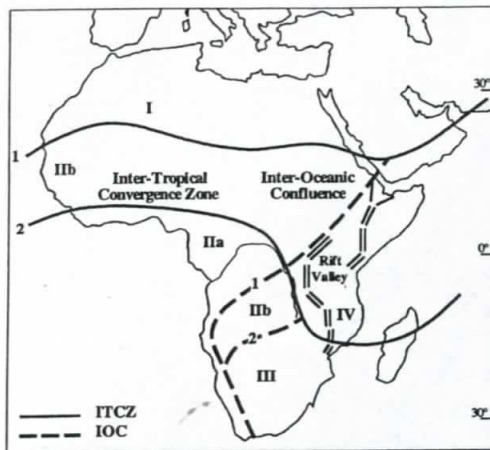 30°
I
1
IIb
Inter-Tropical
Convergence Zone
Inter-Oceanic
Confluence
2
IIa
Rift
Valley
0°
1
IIb
IV
2
III
ITCZ
IOC
30°